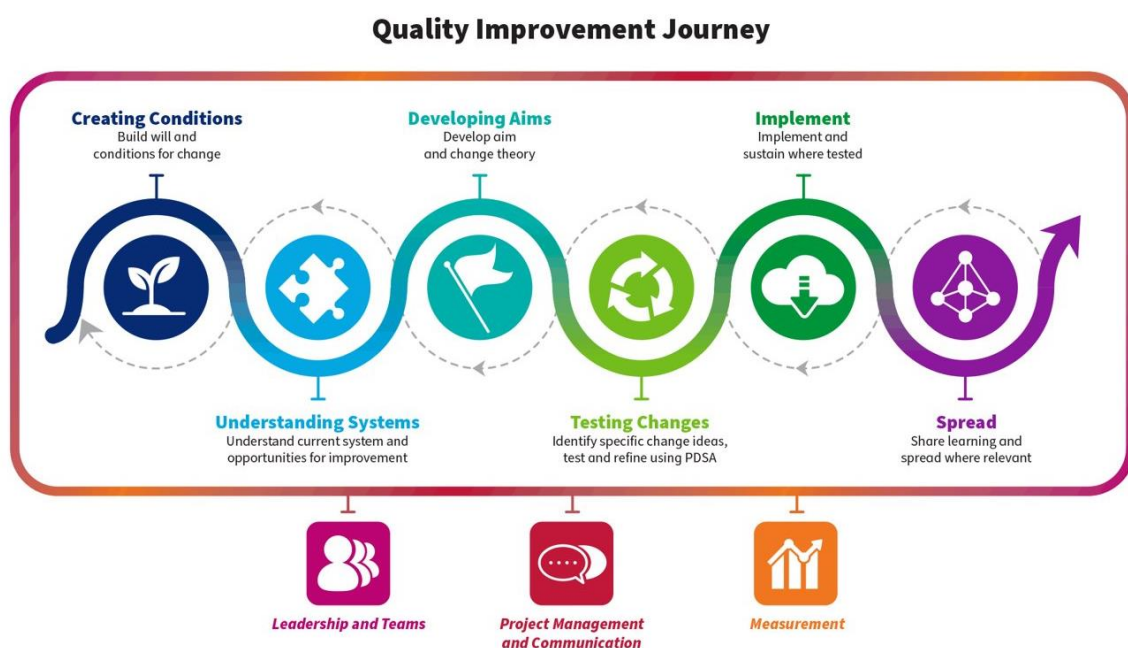 Quality Improvement Journey
Creating Conditions
Build will and
conditions for change
Understanding Systems
Understand current system and
opportunities for improvement
Developing Aims
Develop aim
and change theory
Testing Changes
Identify specific change ideas,
test and refine using PDSA
Implement
Implement and
sustain where tested
Spread
Share learning and
spread where relevant
Leadership and Teams
Project Management
and Communication
Measurement